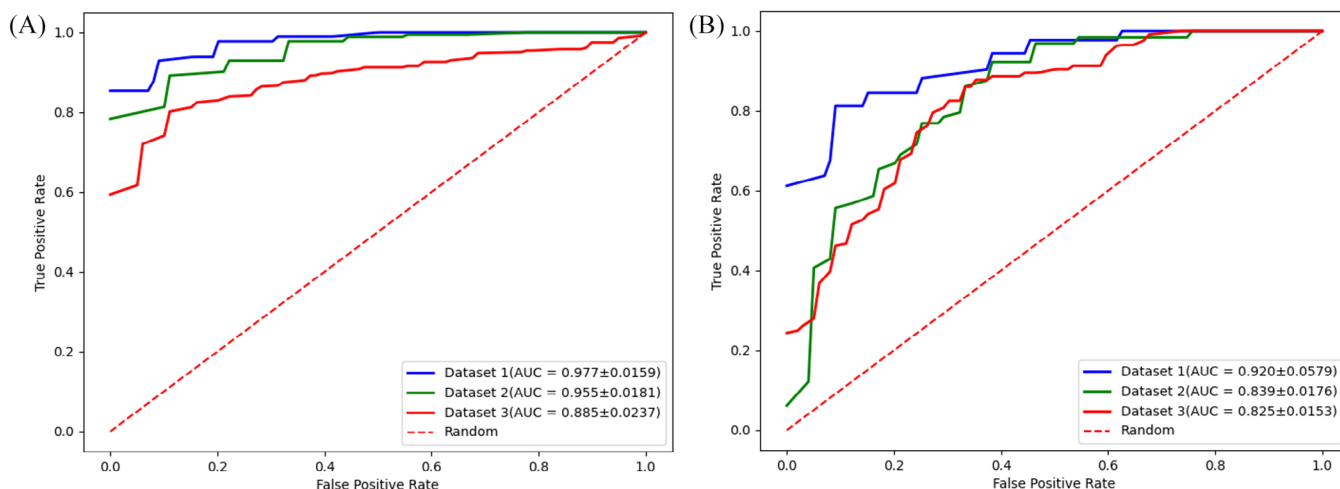 (A)
1.0
0.8
0.6
0.4
0.2
0.0
True Positive Rate
0.0 0.2 0.4 0.6 0.8 1.0
False Positive Rate
Dataset 1(AUC = 0.977±0.0159)
Dataset 2(AUC = 0.955±0.0181)
Dataset 3(AUC = 0.885±0.0237)
Random
(B)
1.0
0.8
0.6
0.4
0.2
0.0
True Positive Rate
0.0 0.2 0.4 0.6 0.8 1.0
False Positive Rate
Dataset 1(AUC = 0.920±0.0579)
Dataset 2(AUC = 0.839±0.0176)
Dataset 3(AUC = 0.825±0.0153)
Random